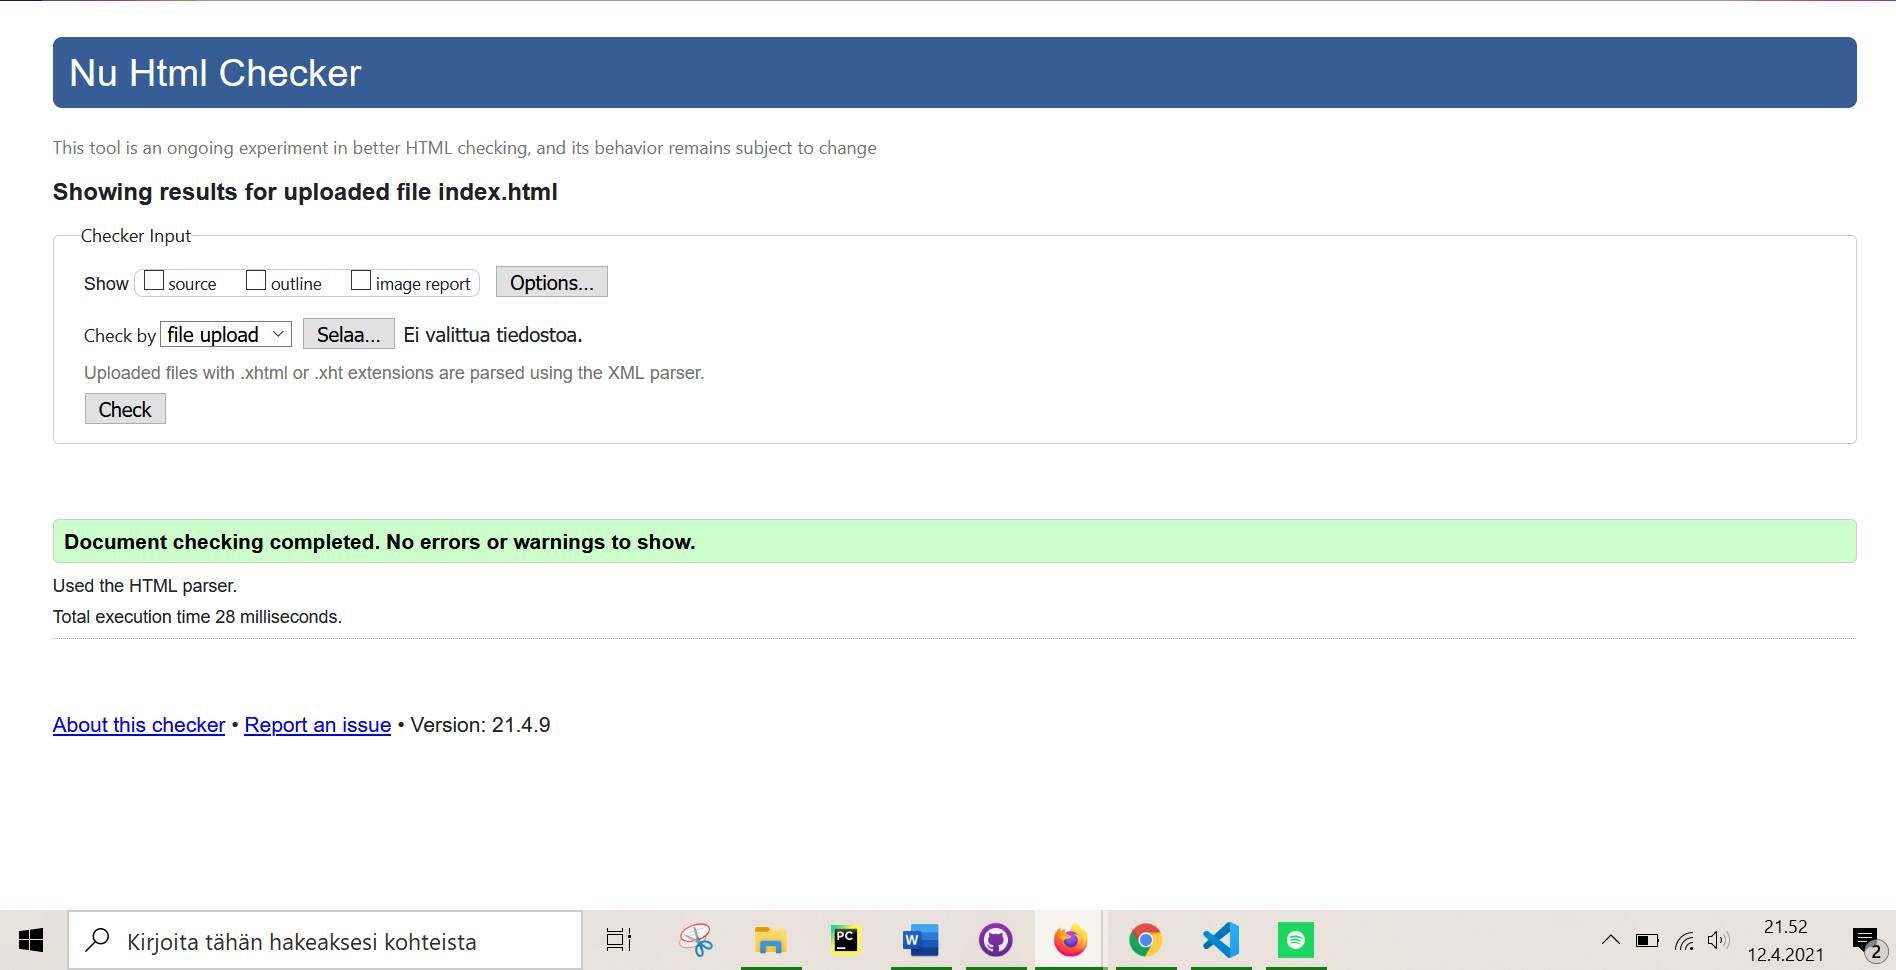 Nu Html Checker
This tool is an ongoing experiment in better HTML checking, and its behavior remains subject to change
Showing results for uploaded file index.html
Checker Input
Show source outline image report Options...
Check by file upload Selaa... Ei valittua tiedostoa.
Uploaded files with .xhtml or .xht extensions are parsed using the XML parser.
Check
Document checking completed. No errors or warnings to show.
Used the HTML parser.
Total execution time 28 milliseconds.
About this checker • Report an issue • Version: 21.4.9
Kirjoita tähän hakeaksesi kohteista
PC
W
21.52
12.4.2021
2